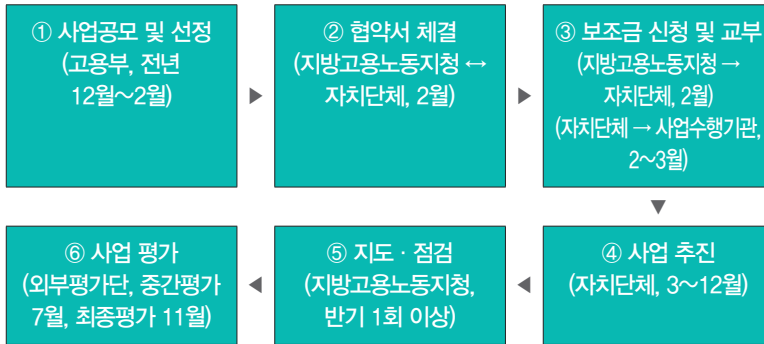 ① 사업공모 및 선정
(고용부, 전년
12월~2월)
▶
② 협약서 체결
(지방고용노동지청 ↔
자치단체, 2월)
▶
③ 보조금 신청 및 교부
(지방고용노동지청 →
자치단체, 2월)
(자치단체 → 사업수행기관,
2~3월)
▼
④ 사업 추진
(자치단체, 3~12월)
◀
⑤ 지도 · 점검
(지방고용노동지청,
반기 1회 이상)
◀
⑥ 사업 평가
(외부평가단, 중간평가
7월, 최종평가 11월)